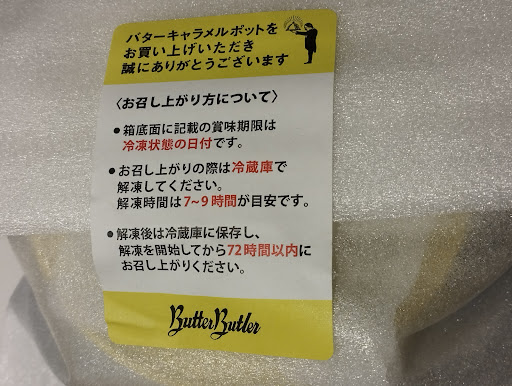 バターキャラメルポットを
お買い上げいただき
誠にありがとうございます
〈お召し上がり方について〉
●箱底面に記載の賞味期限は
冷凍状態の日付です。
●お召し上がりの際は冷蔵庫で
解凍してください。
解凍時間は7~9時間が目安です。
●解凍後は冷蔵庫に保存し、
解凍を開始してから72時間以内に
お召し上がりください。
Butter Butler